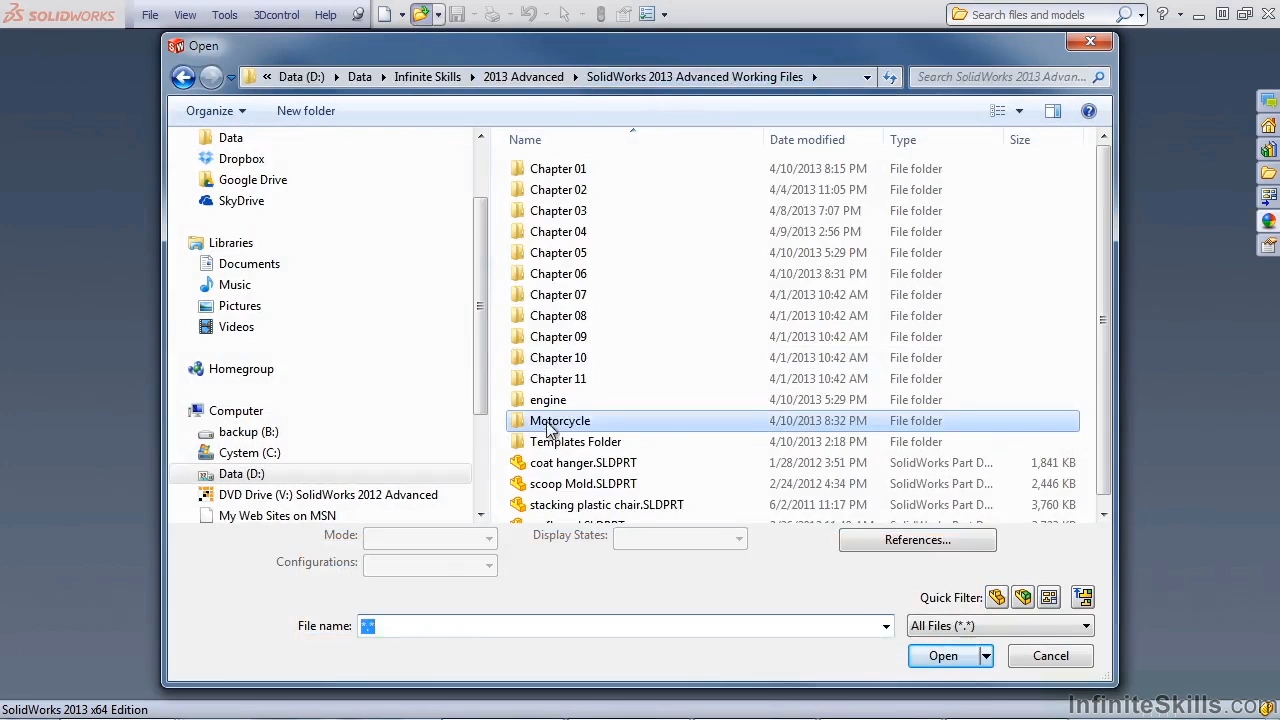 SOLIDWORKS File View Tools 3Dcontrol Help Search files and models
Open
Data (D:) Data Infinite Skills 2013 Advanced SolidWorks 2013 Advanced Working Files Search SolidWorks 2013 Advan...
Organize New folder
Name Date modified Type Size
Data
Dropbox
Google Drive
SkyDrive
Libraries
Documents
Music
Pictures
Videos
Homegroup
Computer
backup (B:)
Cystem (C:)
Data (D:)
DVD Drive (V:) SolidWorks 2012 Advanced
My Web Sites on MSN
Chapter 01 4/10/2013 8:15 PM File folder
Chapter 02 4/4/2013 11:05 PM File folder
Chapter 03 4/8/2013 7:07 PM File folder
Chapter 04 4/9/2013 2:56 PM File folder
Chapter 05 4/10/2013 5:29 PM File folder
Chapter 06 4/10/2013 8:31 PM File folder
Chapter 07 4/1/2013 10:42 AM File folder
Chapter 08 4/1/2013 10:42 AM File folder
Chapter 09 4/1/2013 10:42 AM File folder
Chapter 10 4/1/2013 10:42 AM File folder
Chapter 11 4/1/2013 10:42 AM File folder
engine 4/10/2013 5:29 PM File folder
Motorcycle 4/10/2013 8:32 PM File folder
Templates Folder 4/10/2013 2:18 PM File folder
coat hanger.SLDPRT 1/28/2012 3:51 PM SolidWorks Part D... 1,841 KB
scoop Mold.SLDPRT 2/24/2012 4:34 PM SolidWorks Part D... 2,446 KB
stacking plastic chair.SLDPRT 6/2/2011 11:17 PM SolidWorks Part D... 3,760 KB
Mode: Display States: References...
Configurations:
Quick Filter:
File name: *.* All Files (*.*)
Open Cancel
SolidWorks 2013 x64 Edition
InfiniteSkills.com